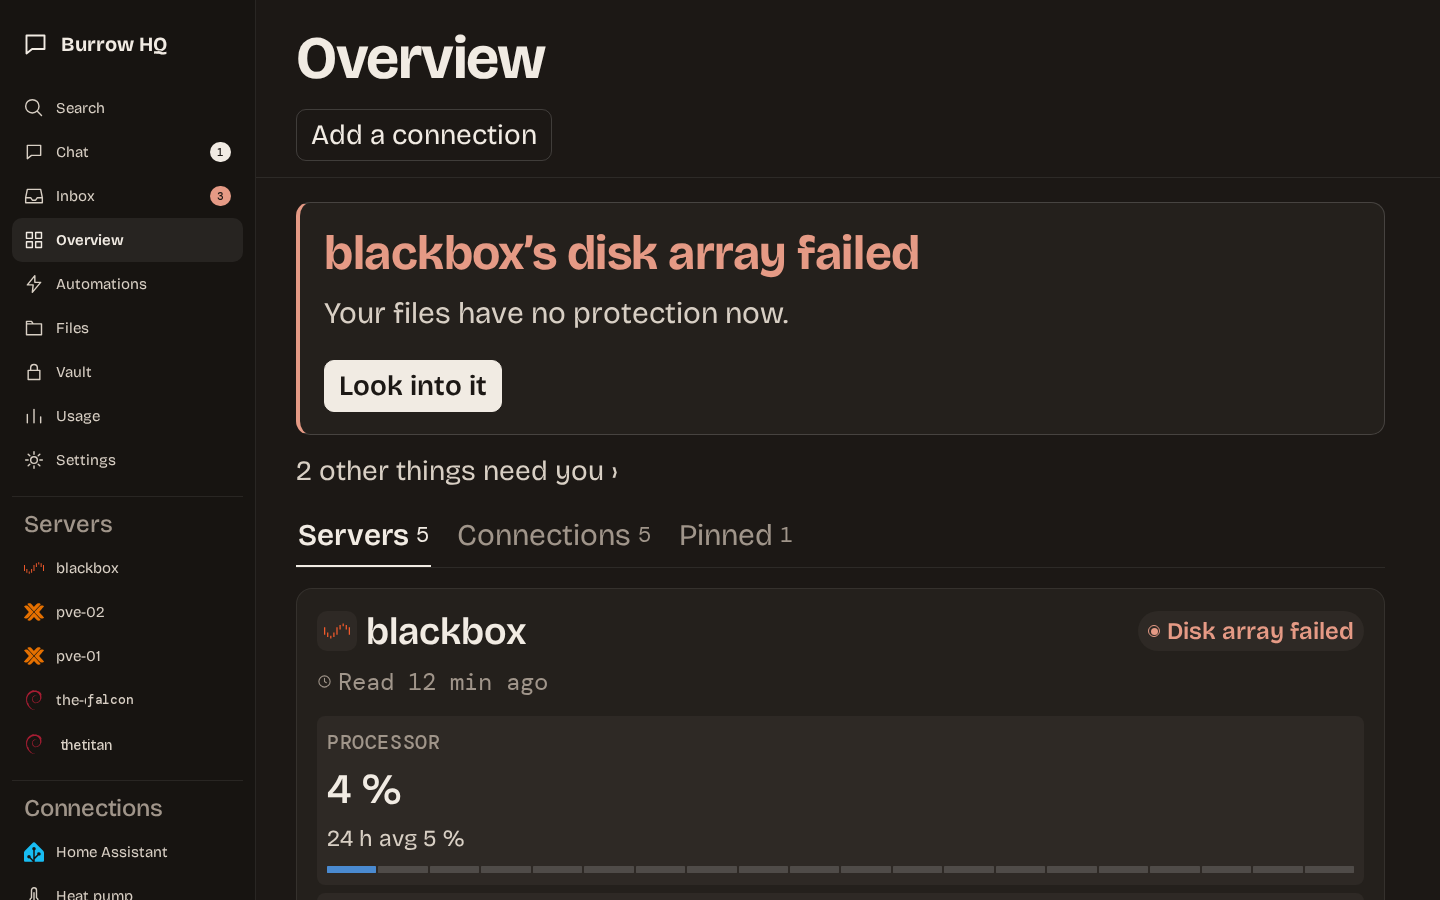 Burrow HQ
Search
Chat 1
Inbox 3
Overview
Automations
Files
Vault
Usage
Settings
Servers
blackbox
pve-02
pve-01
the-falcon
thetitan
Connections
Home Assistant
Heat pump
Overview
Add a connection
blackbox’s disk array failed
Your files have no protection now.
Look into it
2 other things need you ›
Servers 5 Connections 5 Pinned 1
blackbox Disk array failed
Read 12 min ago
PROCESSOR
4 %
24 h avg 5 %